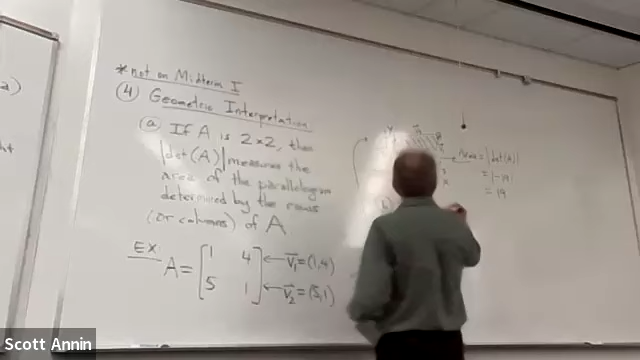 * not on Midterm I
④ Geometric Interpretation:
ⓐ If A is 2×2, then
|det(A)| measures the
area of the parallelogram
determined by the rows
(or columns) of A
EX A = [1 4
5 1]
← v₁ = (1,4)
← v₂ = (5,1)
Area = |det(A)|
= |-19|
= 19
Scott Annin